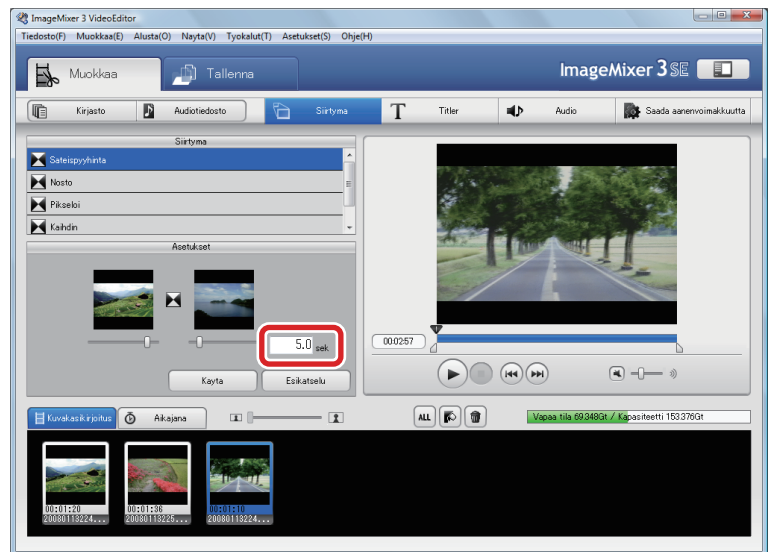 ImageMixer 3 VideoEditor
Tiedosto(F) Muokkaa(E) Alusta(O) Nayta(V) Tyokalut(T) Asetukset(S) Ohje(H)
Muokkaa Tallenna ImageMixer 3 SE
Kirjasto Audiotiedosto Siirtyma T Titler Audio Saada aanenvoimakkuutta
Siirtyma
Sateispyyhinta
Nosto
Pikseloi
Kaihdin
Asetukset
5.0 sek
00:02:57
Kayta Esikatselu
Kuvakasikirjoitus Aikajana ALL Vapaa tila 69.348Gt / Kapasiteetti 153.376Gt
00:01:20 00:01:36 00:01:10
20080113224... 20080113225... 20080113224...